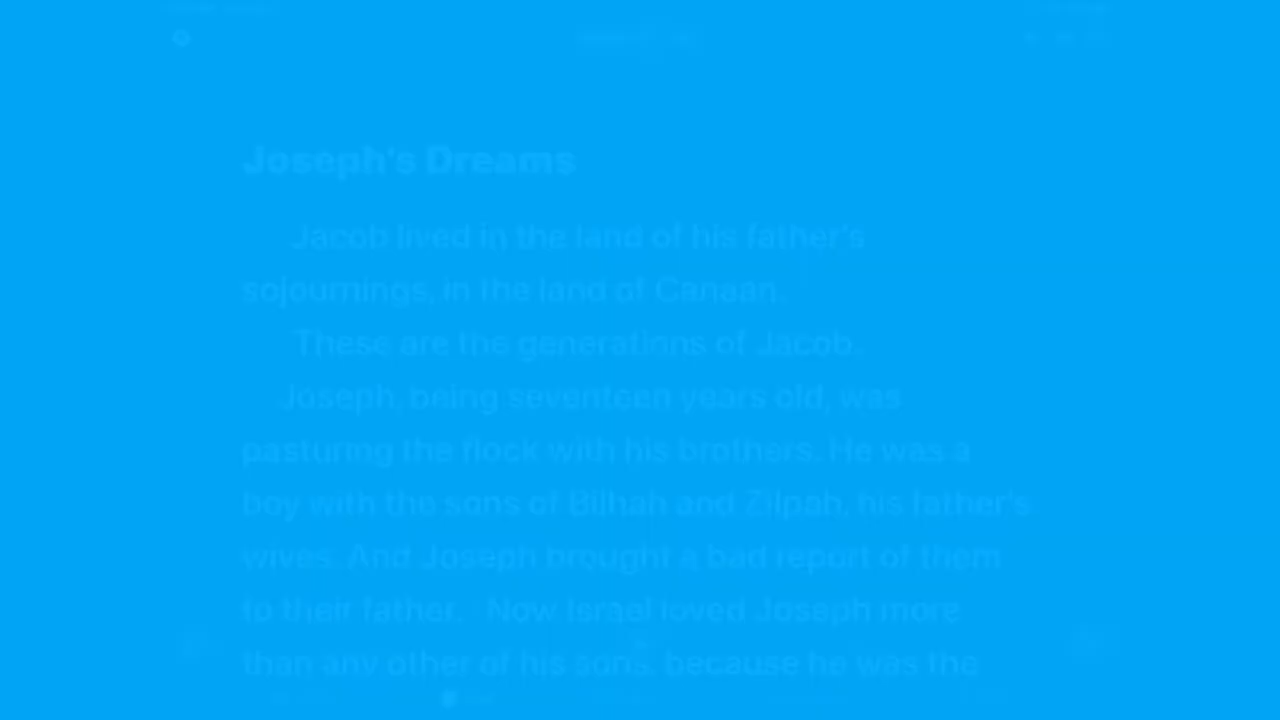 Joseph's Dreams
Jacob lived in the land of his father's
sojournings, in the land of Canaan.
These are the generations of Jacob.
Joseph, being seventeen years old, was
pasturing the flock with his brothers. He was a
boy with the sons of Bilhah and Zilpah, his father's
wives. And Joseph brought a bad report of them
to their father. Now Israel loved Joseph more
than any other of his sons, because he was the